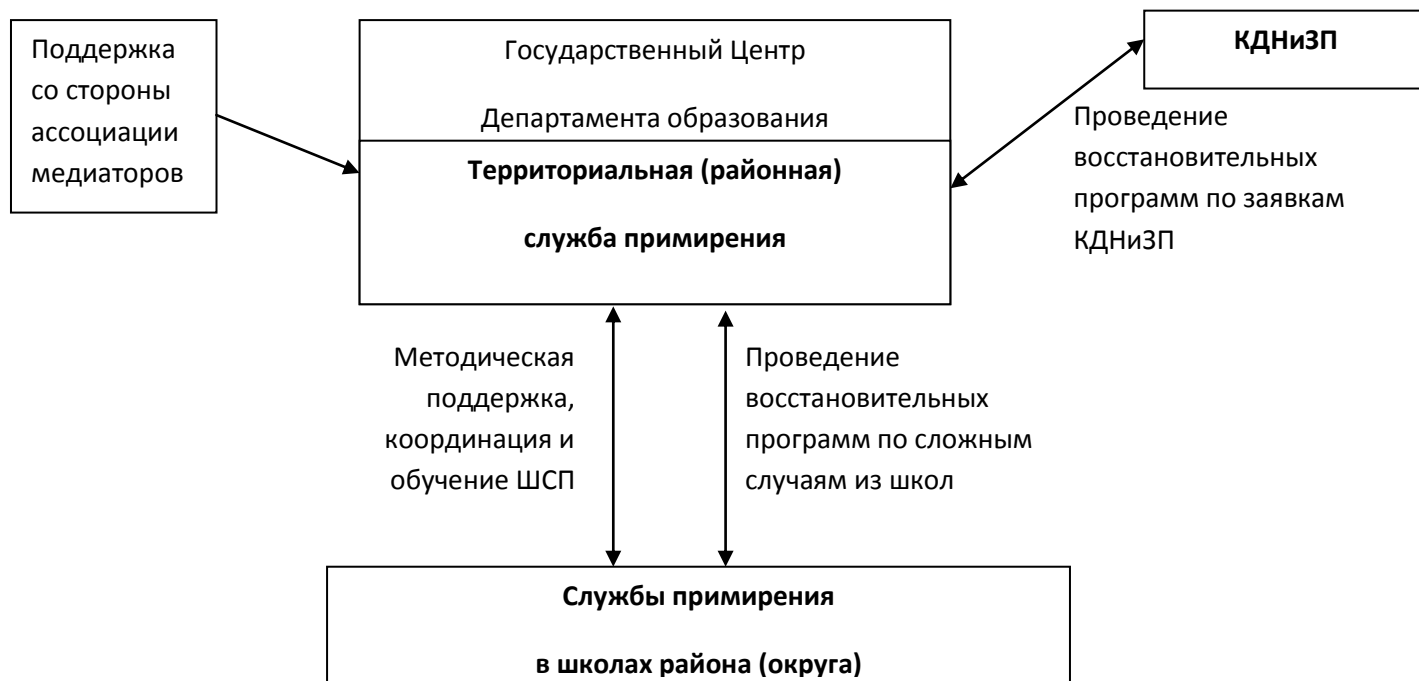 Поддержка
со стороны
ассоциации
медиаторов
Государственный Центр
Департамента образования
Территориальная (районная)
служба примирения
КДНиЗП
Проведение
восстановительных
программ по заявкам
КДНиЗП
Методическая
поддержка,
координация и
обучение ШСП
Проведение
восстановительных
программ по сложным
случаям из школ
Службы примирения
в школах района (округа)